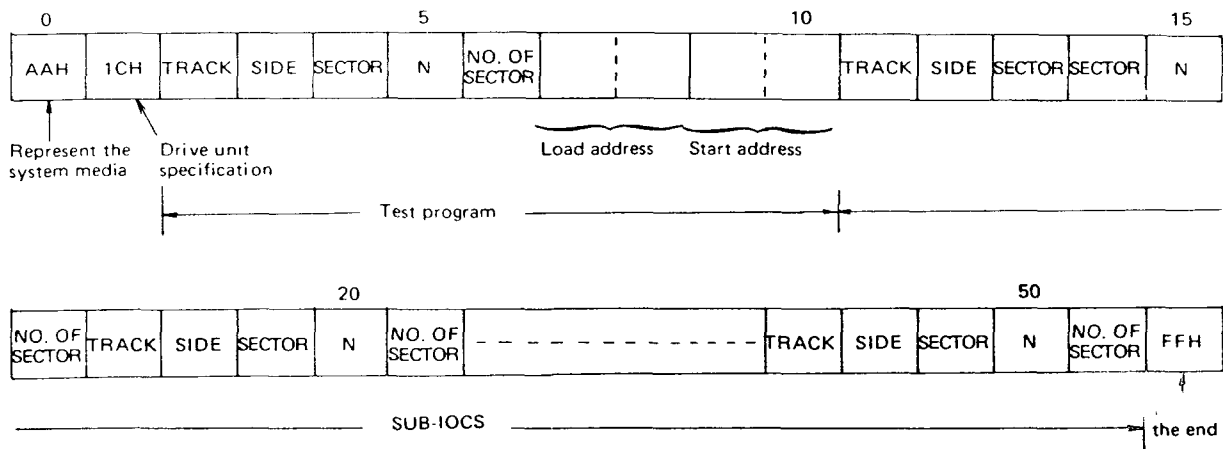 0 5 10 15
AAH 1CH TRACK SIDE SECTOR N NO. OF SECTOR TRACK SIDE SECTOR SECTOR N
Represent the system media
Drive unit specification
Load address Start address
Test program
20 50
NO. OF SECTOR TRACK SIDE SECTOR N NO. OF SECTOR TRACK SIDE SECTOR N NO. OF SECTOR FFH
SUB-IOCS
the end